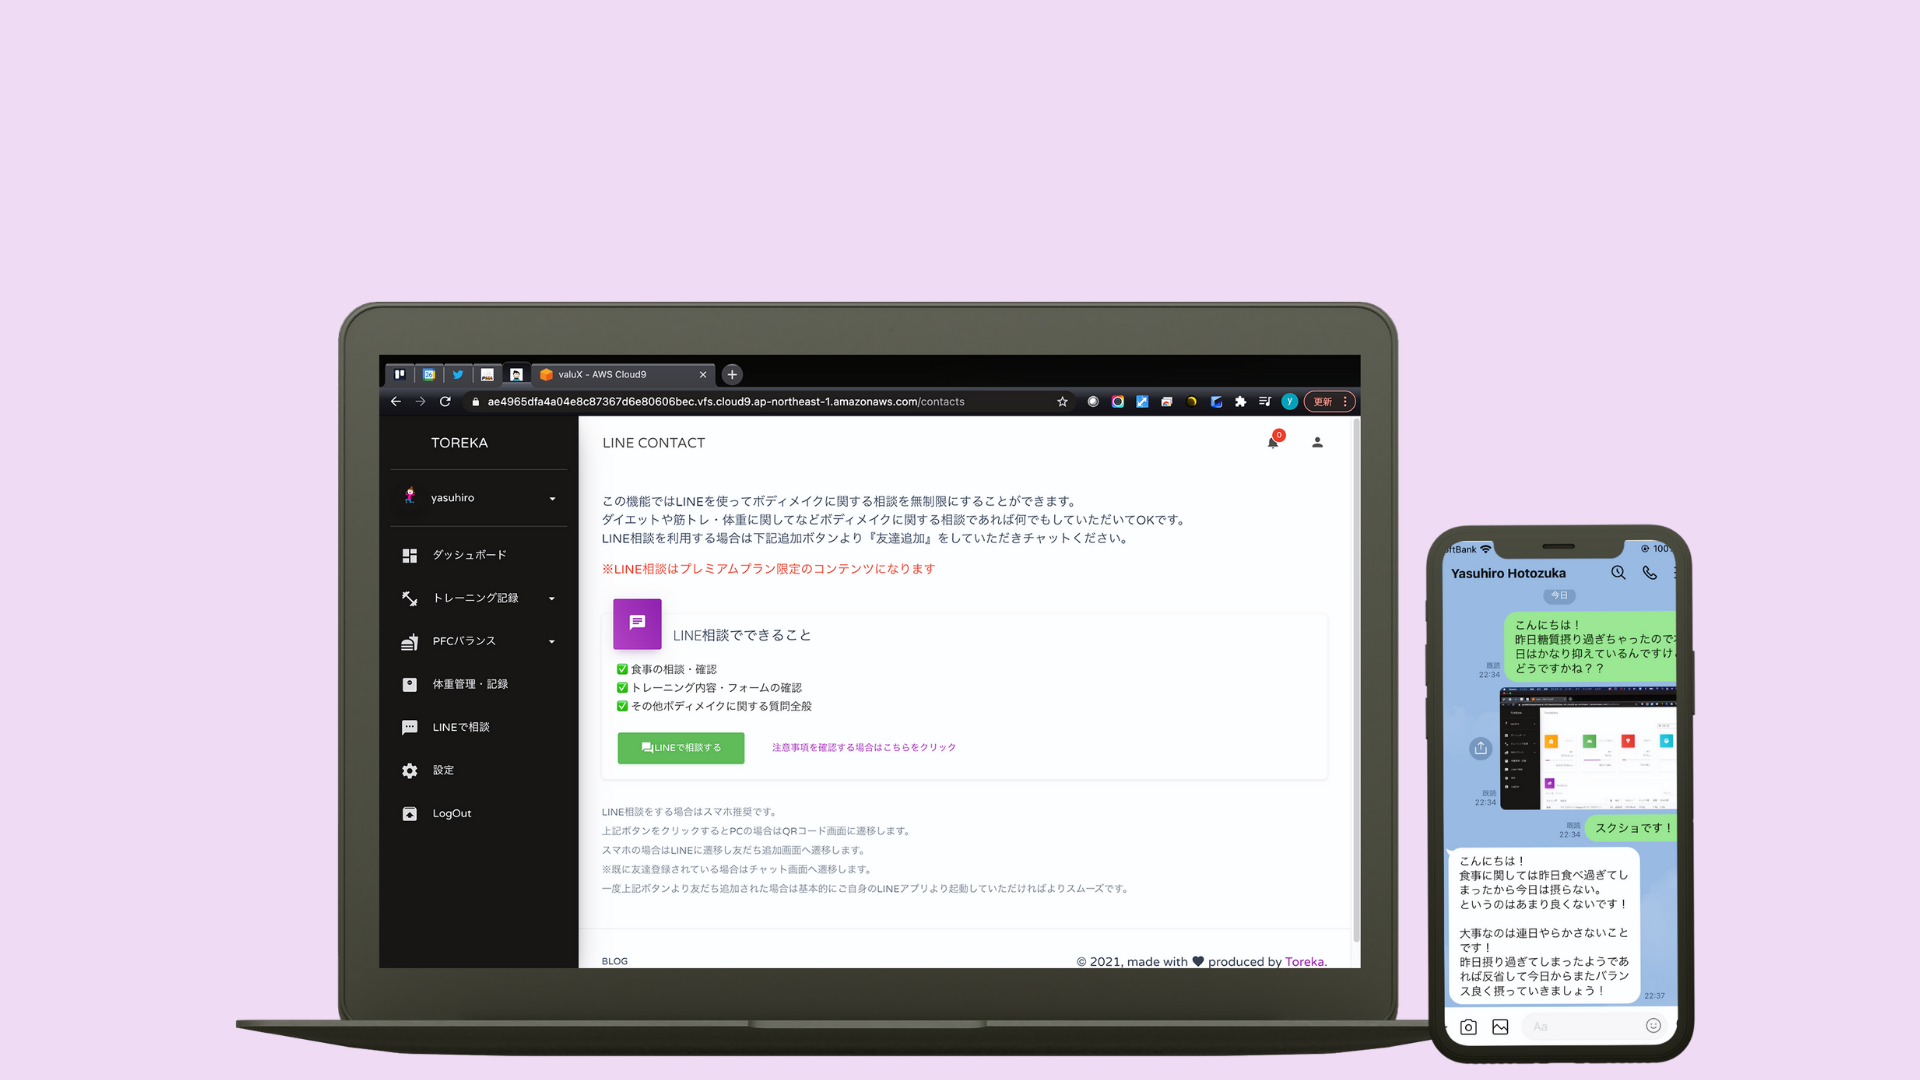 valuX - AWS Cloud9
ae4965dfa4a04e8c87367d6e80606bec.vfs.cloud9.ap-northeast-1.amazonaws.com/contacts
更新
TOREKA
yasuhiro
ダッシュボード
トレーニング記録
PFCバランス
体重管理・記録
LINEで相談
設定
LogOut
LINE CONTACT
0
この機能ではLINEを使ってボディメイクに関する相談を無制限にすることができます。
ダイエットや筋トレ・体重に関してなどボディメイクに関する相談であれば何でもしていただいてOKです。
LINE相談を利用する場合は下記追加ボタンより『友達追加』をしていただきチャットください。
※LINE相談はプレミアムプラン限定のコンテンツになります
LINE相談でできること
✅食事の相談・確認
✅トレーニング内容・フォームの確認
✅その他ボディメイクに関する質問全般
LINEで相談する
注意事項を確認する場合はこちらをクリック
LINE相談をする場合はスマホ推奨です。
上記ボタンをクリックするとPCの場合はQRコード画面に遷移します。
スマホの場合はLINEに遷移し友だち追加画面へ遷移します。
※既に友達登録されている場合はチャット画面へ遷移します。
一度上記ボタンより友だち追加された場合は基本的にご自身のLINEアプリより起動していただければよりスムーズです。
BLOG
© 2021, made with ♥ produced by Toreka.
ftBank
100
Yasuhiro Hotozuka
今日
こんにちは！
昨日糖質摂り過ぎちゃったので
日はかなり抑えているんですけ
どうですかね？？
既読
22:34
既読
22:34
スクショです！
既読
22:34
こんにちは！
食事に関しては昨日食べ過ぎてし
まったから今日は摂らない。
というのはあまり良くないです！
大事なのは連日やらかさないこと
です！
昨日摂り過ぎてしまったようであ
れば反省して今日からまたバラン
ス良く摂っていきましょう！
22:37
Aa